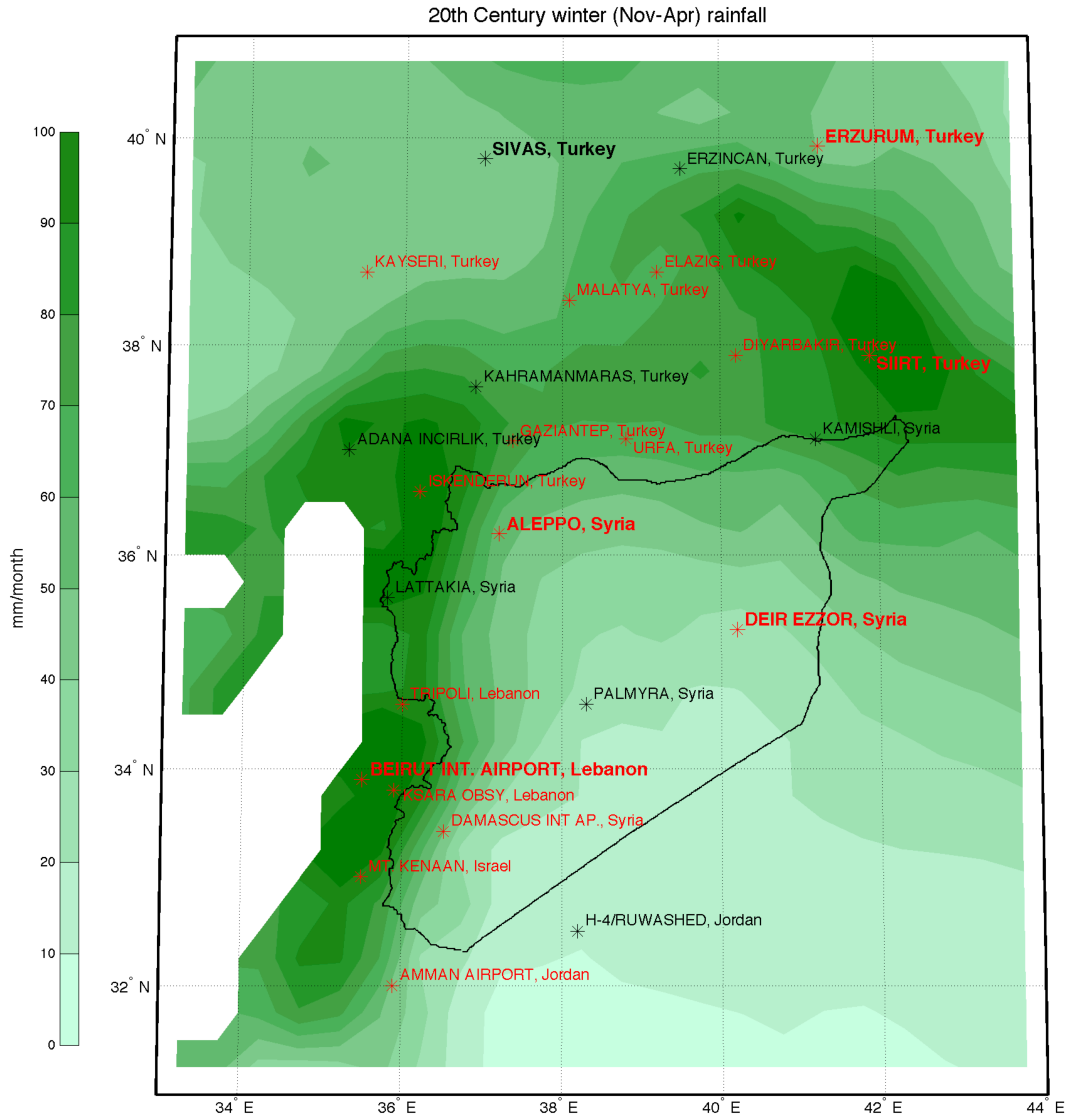 20th Century winter (Nov-Apr) rainfall
mm/month
100
90
80
70
60
50
40
30
20
10
0
40° N
38° N
36° N
34° N
32° N
ERZURUM, Turkey
SIVAS, Turkey
ERZINCAN, Turkey
KAYSERI, Turkey
ELAZIG, Turkey
MALATYA, Turkey
DIYARBAKIR, Turkey
SIIRT, Turkey
KAHRAMANMARAS, Turkey
KAMISHLI, Syria
GAZIANTEP, Turkey
ADANA INCIRLIK, Turkey
URFA, Turkey
ISKENDERUN, Turkey
ALEPPO, Syria
LATTAKIA, Syria
DEIR EZZOR, Syria
TRIPOLI, Lebanon
PALMYRA, Syria
BEIRUT INT. AIRPORT, Lebanon
KSARA OBSY, Lebanon
DAMASCUS INT AP., Syria
MT. KENAAN, Israel
H-4/RUWASHED, Jordan
AMMAN AIRPORT, Jordan
34° E
36° E
38° E
40° E
42° E
44° E